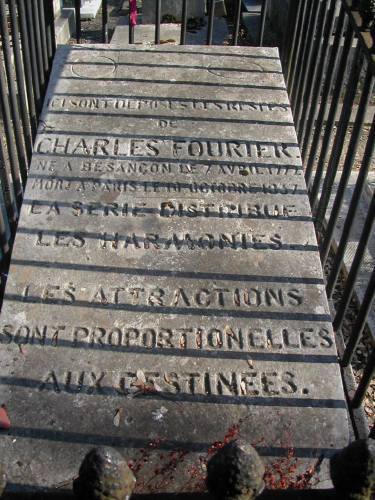 ICI SONT DÉPOSÉS LES RESTES
DE
CHARLES FOURIER.
NÉ A BESANÇON LE 7 AVRIL 1772
MORT A PARIS LE 10 OCTOBRE 1837
LA SÉRIE DISTRIBUE
LES HARMONIES
LES ATTRACTIONS
SONT PROPORTIONELLES
AUX DESTINÉES.